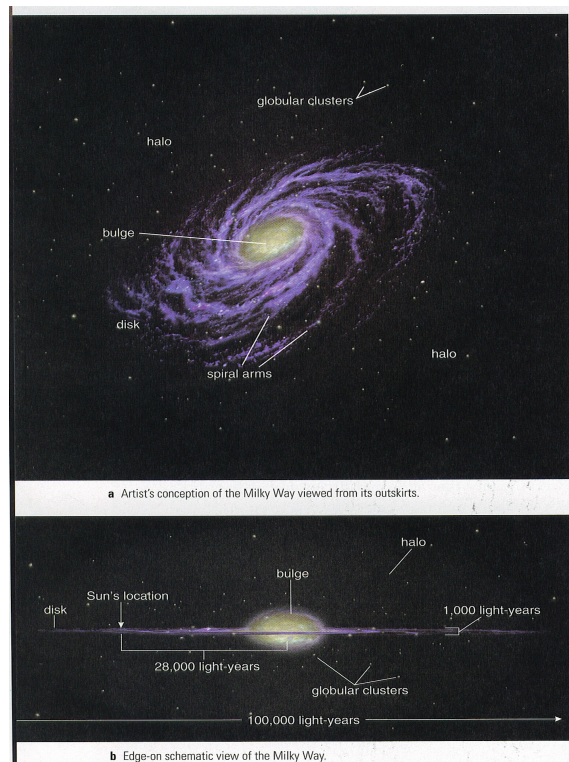 globular clusters
halo
bulge
disk
halo
spiral arms
a Artist's conception of the Milky Way viewed from its outskirts.
halo
bulge
Sun's location
disk
1,000 light-years
28,000 light-years
globular clusters
100,000 light-years
b Edge-on schematic view of the Milky Way.